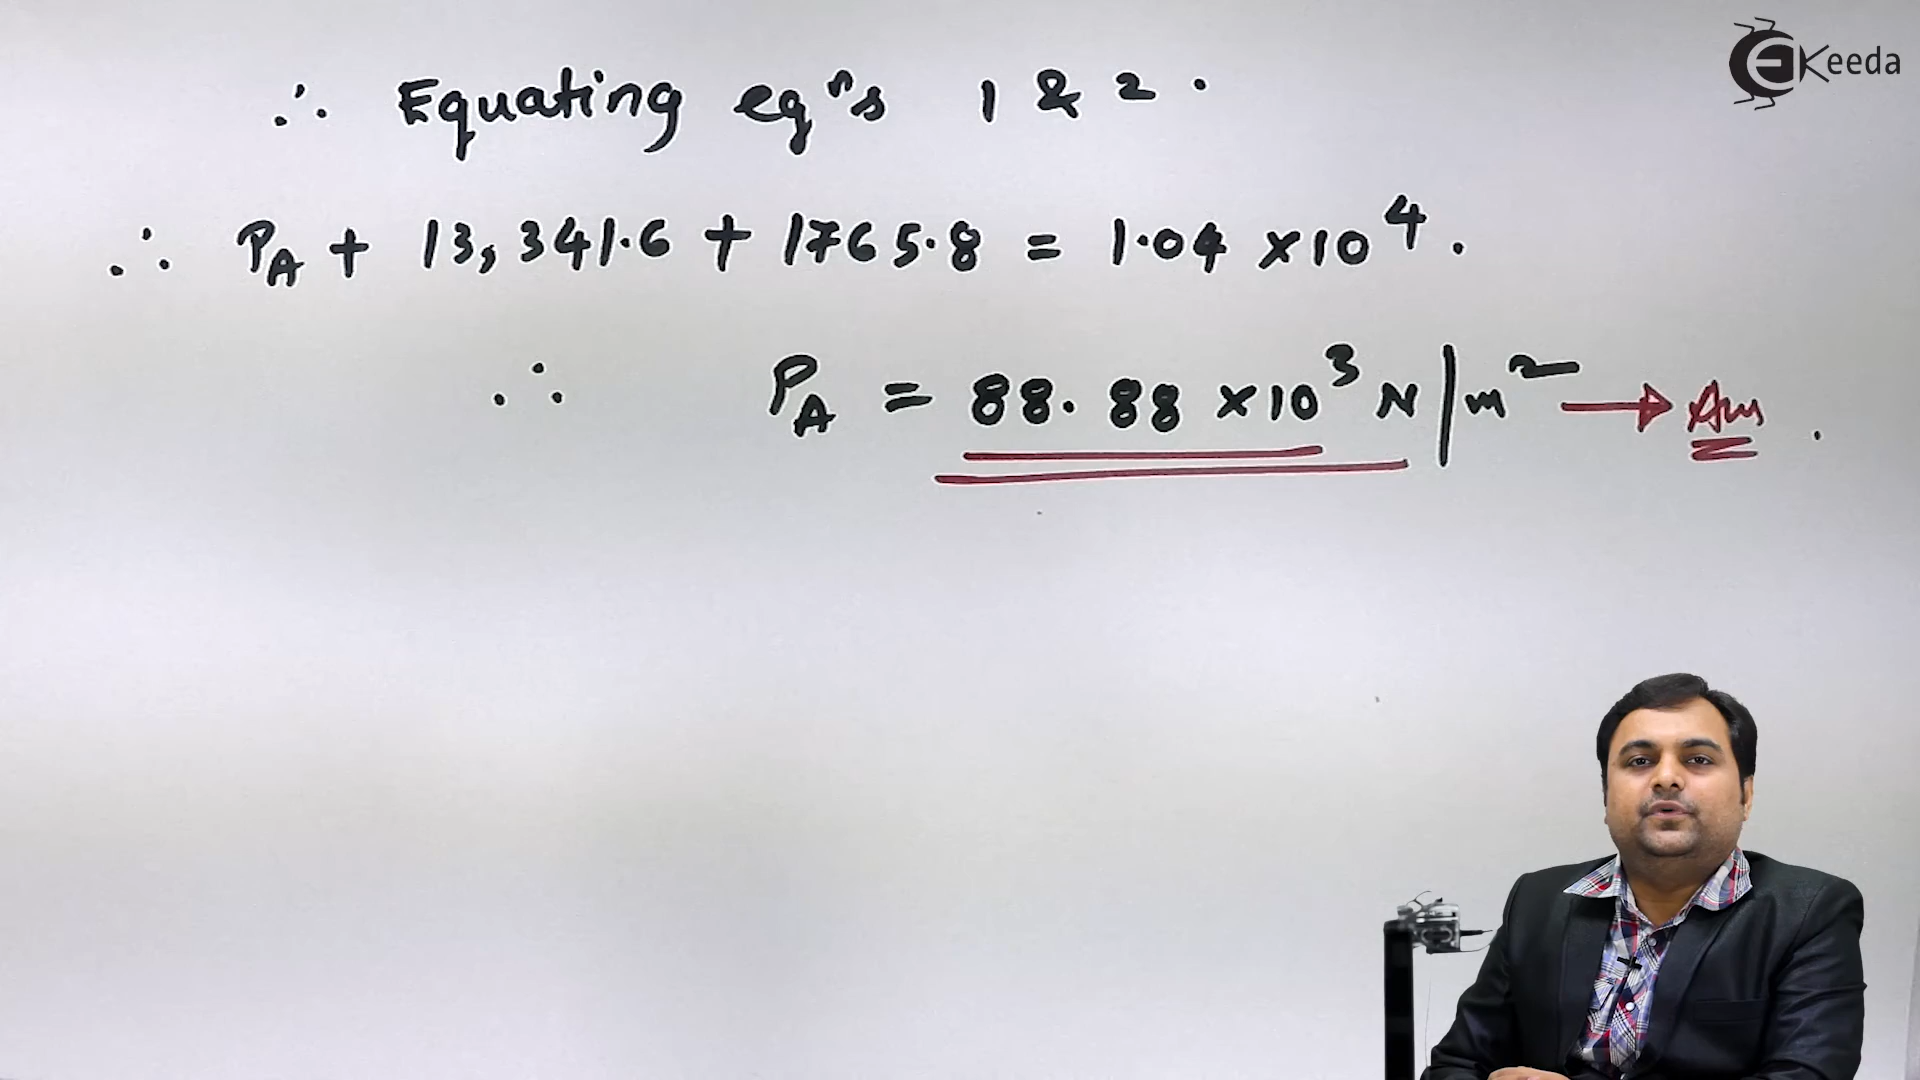 eKeeda
∴ Equating eqⁿs 1 & 2.
∴ P_A + 13,341.6 + 1765.8 = 1.04 × 10⁴.
∴ P_A = 88.88 × 10³ N/m² → Ans